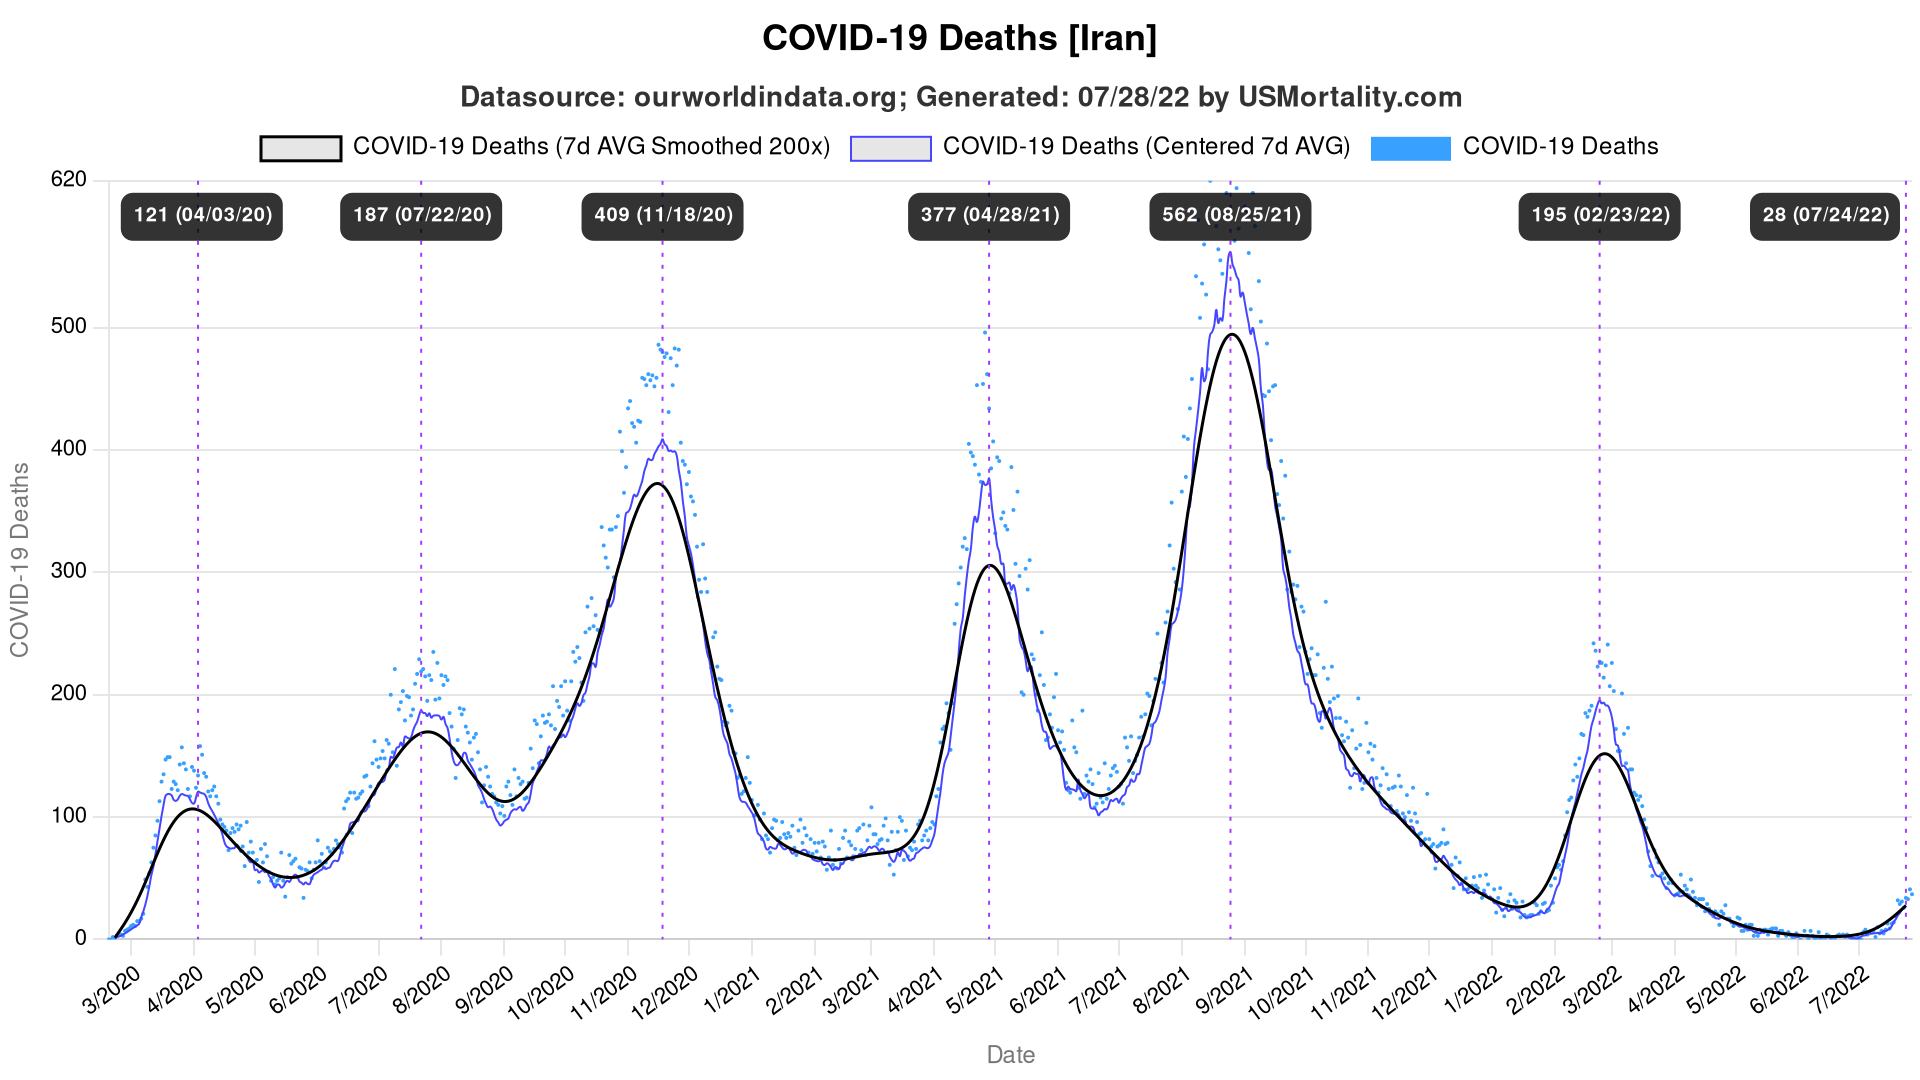 COVID-19 Deaths [Iran]
Datasource: ourworldindata.org; Generated: 07/28/22 by USMortality.com
COVID-19 Deaths (7d AVG Smoothed 200x) COVID-19 Deaths (Centered 7d AVG) COVID-19 Deaths
620
121 (04/03/20) 187 (07/22/20) 409 (11/18/20) 377 (04/28/21) 562 (08/25/21) 195 (02/23/22) 28 (07/24/22)
500
400
300
200
100
0
COVID-19 Deaths
3/2020 4/2020 5/2020 6/2020 7/2020 8/2020 9/2020 10/2020 11/2020 12/2020 1/2021 2/2021 3/2021 4/2021 5/2021 6/2021 7/2021 8/2021 9/2021 10/2021 11/2021 12/2021 1/2022 2/2022 3/2022 4/2022 5/2022 6/2022 7/2022
Date